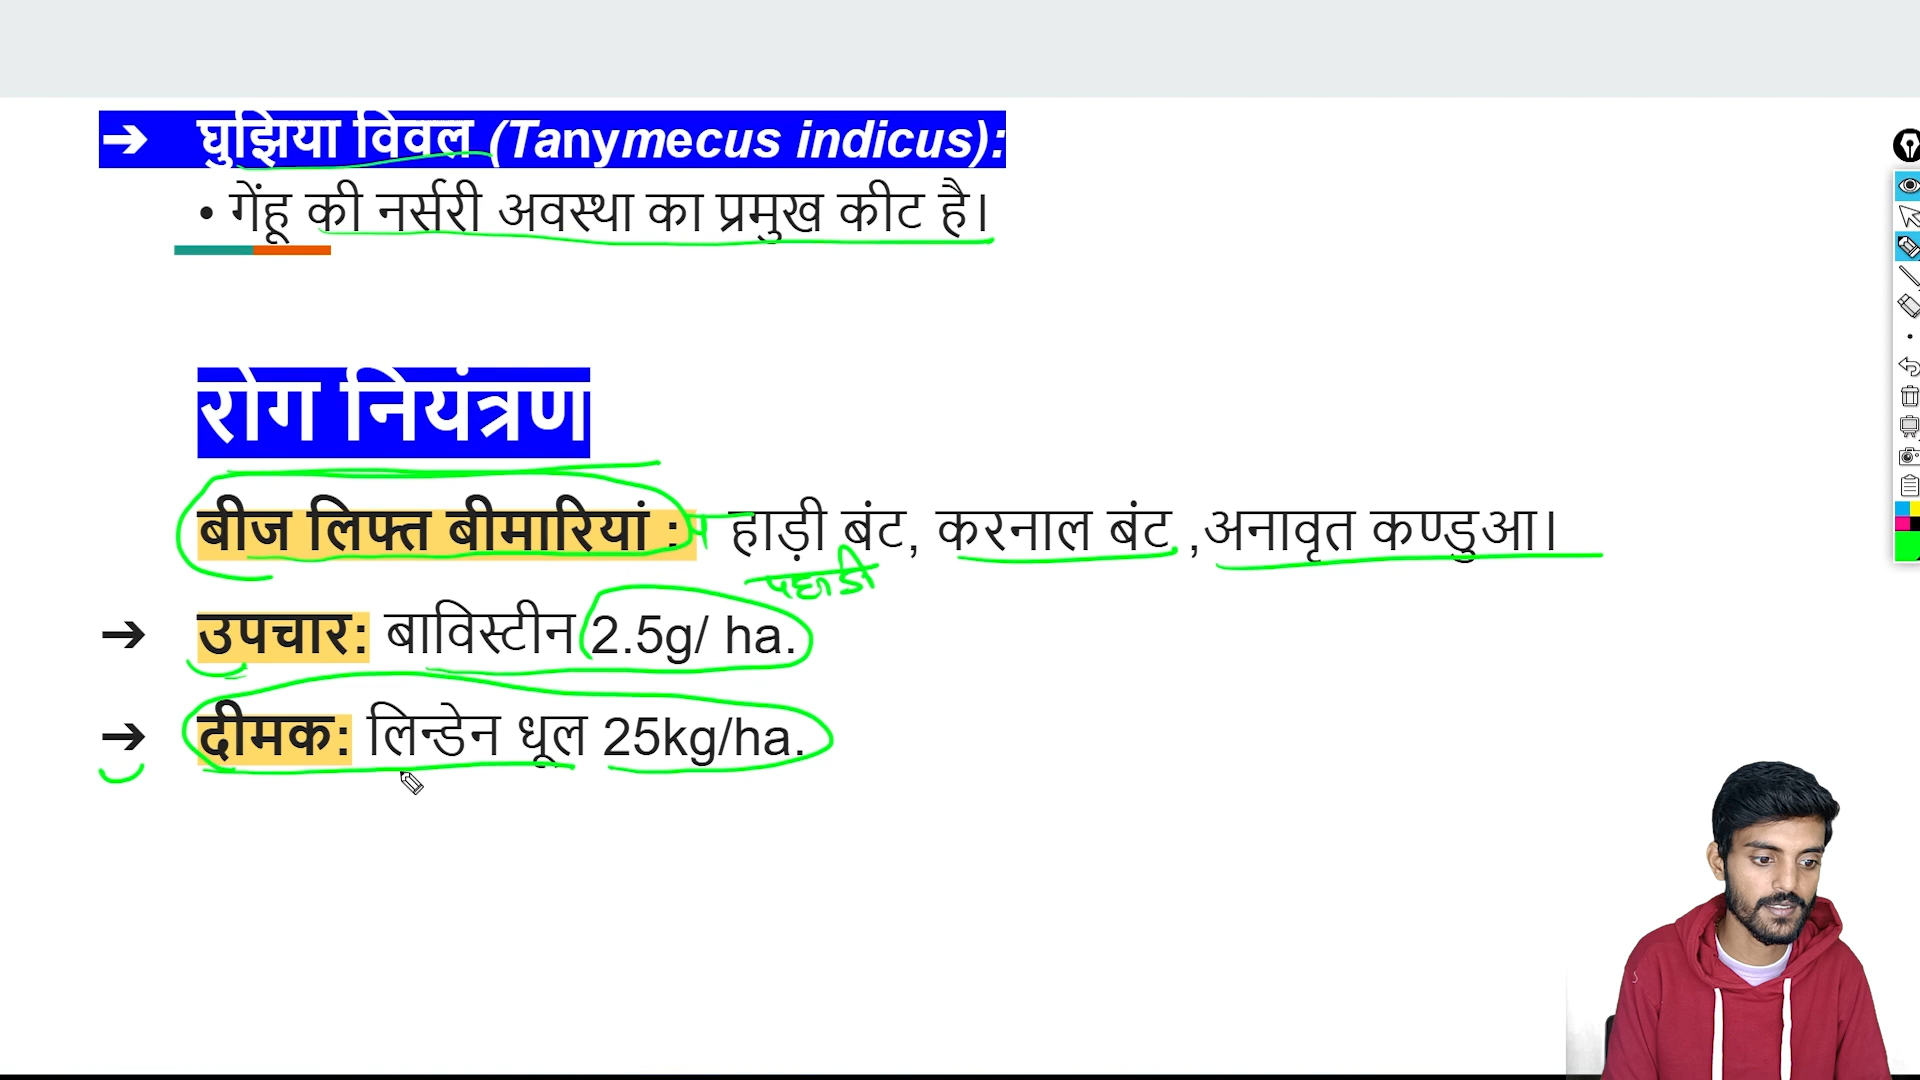 ➔ घुझिया विवल (Tanymecus indicus):
• गेंहू की नर्सरी अवस्था का प्रमुख कीट है।
रोग नियंत्रण
बीज लिफ्त बीमारियां : प हाड़ी बंट, करनाल बंट ,अनावृत कण्डुआ।
पहाडी
➔ उपचार: बाविस्टीन 2.5g/ ha.
➔ दीमक: लिन्डेन धूल 25kg/ha.